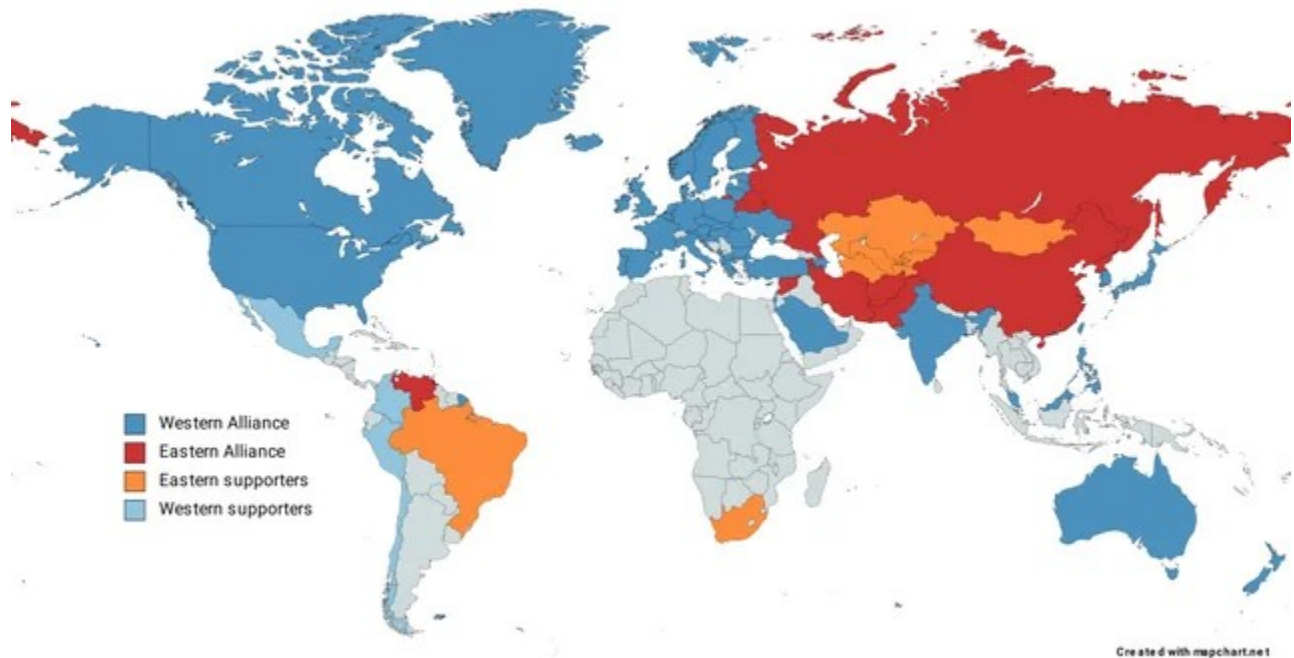 Western Alliance
Eastern Alliance
Eastern supporters
Western supporters
Created with mapchart.net